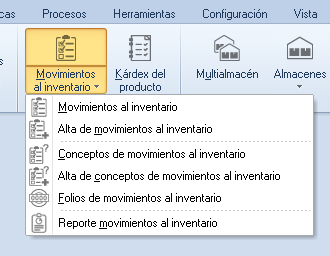 cas Procesos Herramientas Configuración Vista
s
Movimientos
al inventario
Kárdex del
producto
Multialmacén
Almacenes
Movimientos al inventario
Alta de movimientos al inventario
Conceptos de movimientos al inventario
Alta de conceptos de movimientos al inventario
Folios de movimientos al inventario
Reporte movimientos al inventario